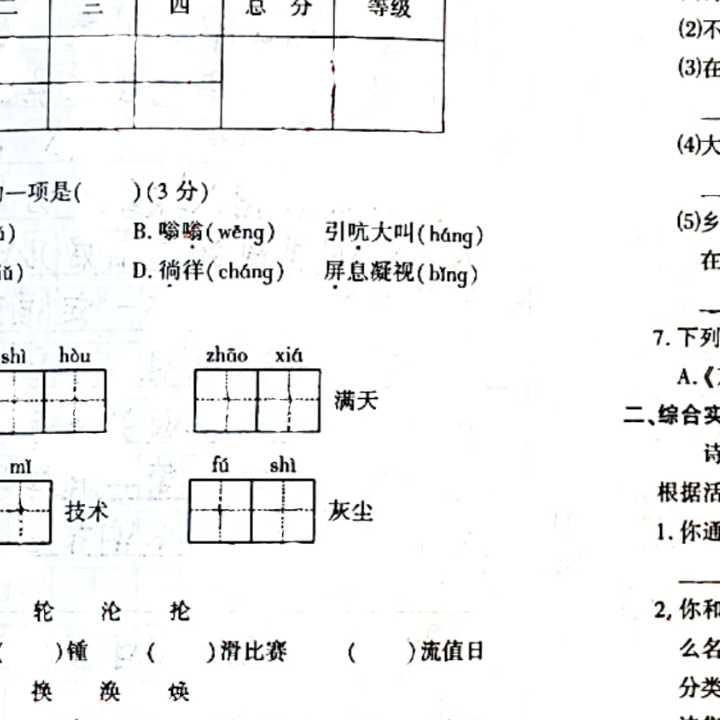 二 三 四 总 分 等级
一项是( )(3 分)
B. 嗡嗡(wēng) 引吭大叫(háng)
D. 徜徉(cháng) 屏息凝视(bǐng)
shì hòu zhāo xiá
满天
mǐ fú shì
技术 灰尘
轮 沦 抡
( )锤 ( )滑比赛 ( )流值日
换 涣 焕
(2)不
(3)在
(4)大
(5)乡
在
7. 下列
A.《
二、综合实
诗
根据活
1. 你通
2. 你和
么名
分类